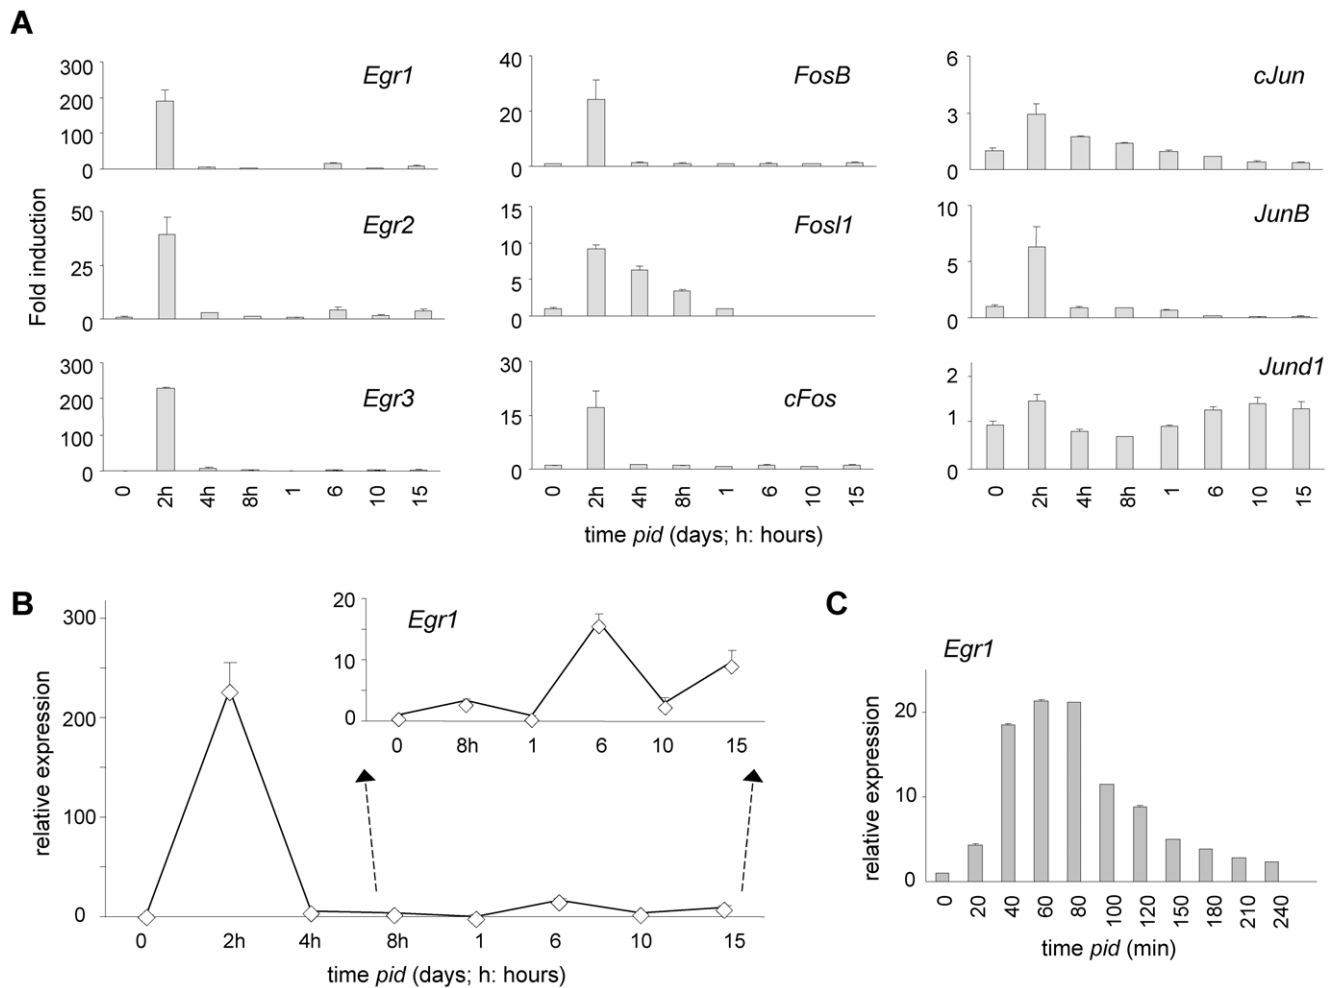 A
Fold induction
300
200
100
0
Egr1
50
25
0
Egr2
300
200
100
0
Egr3
0
2h
4h
8h
1
6
10
15
40
20
0
FosB
15
10
5
0
Fosl1
30
15
0
cFos
0
2h
4h
8h
1
6
10
15
6
3
0
cJun
10
5
0
JunB
2
1
0
Jund1
0
2h
4h
8h
1
6
10
15
time pid (days; h: hours)
B
relative expression
300
200
100
0
0 2h 4h 8h 1 6 10 15
time pid (days; h: hours)
20
10
0
Egr1
0 8h 1 6 10 15
C
Egr1
relative expression
20
10
0
0
20
40
60
80
100
120
150
180
210
240
time pid (min)